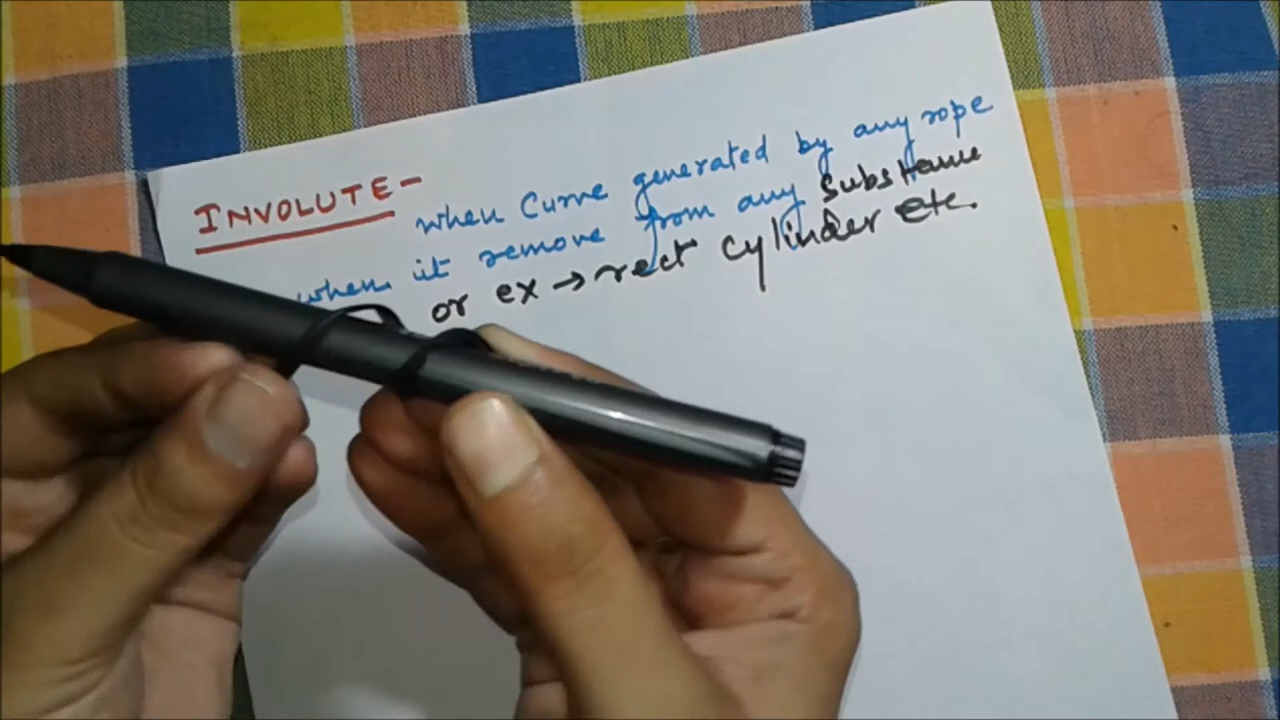 INVOLUTE-
when Curve generated by any rope
when it remove from any Substance
or ex → rect cylinder etc.